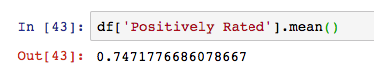 In [43]: df['Positively Rated'].mean()
Out[43]: 0.7471776686078667